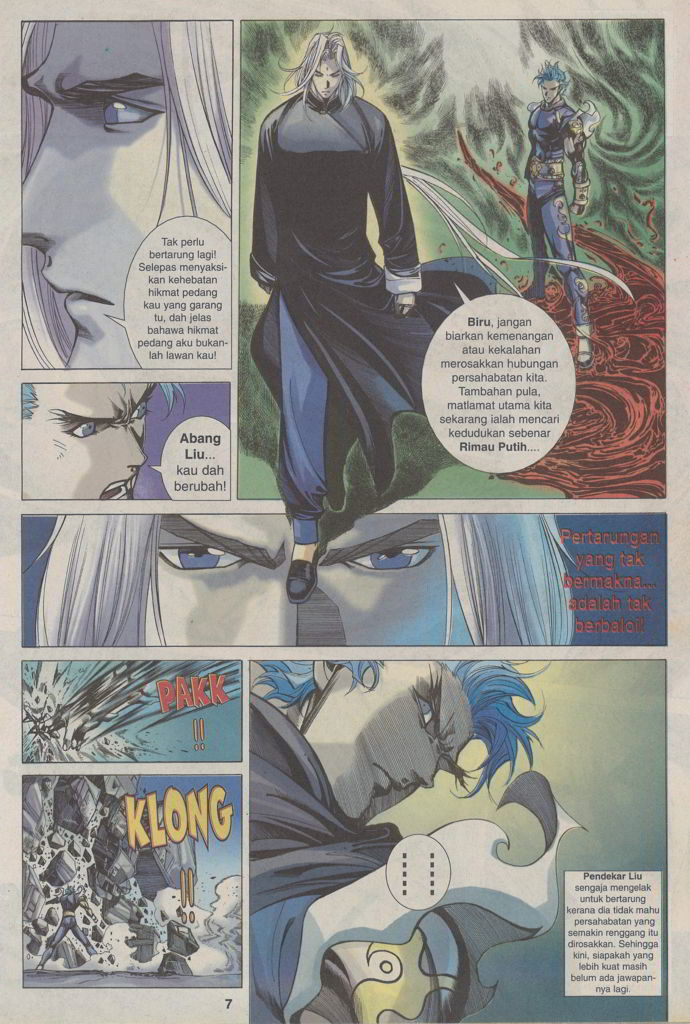 Tak perlu
bertarung lagi!
Selepas menyaksi-
kan kehebatan
hikmat pedang
kau yang garang
tu, dah jelas
bahawa hikmat
pedang aku bukan-
lah lawan kau!
Biru, jangan
biarkan kemenangan
atau kekalahan
merosakkan hubungan
persahabatan kita.
Tambahan pula,
matlamat utama kita
sekarang ialah mencari
kedudukan sebenar
Rimau Putih....
Abang
Liu...
kau dah
berubah!
Pertarungan
yang tak
bermakna...
adalah tak
berbaloi!
PAKK
!!
KLONG
!!
Pendekar Liu
sengaja mengelak
untuk bertarung
kerana dia tidak mahu
persahabatan yang
semakin renggang itu
dirosakkan. Sehingga
kini, siapakah yang
lebih kuat masih
belum ada jawapan-
nya lagi.
7